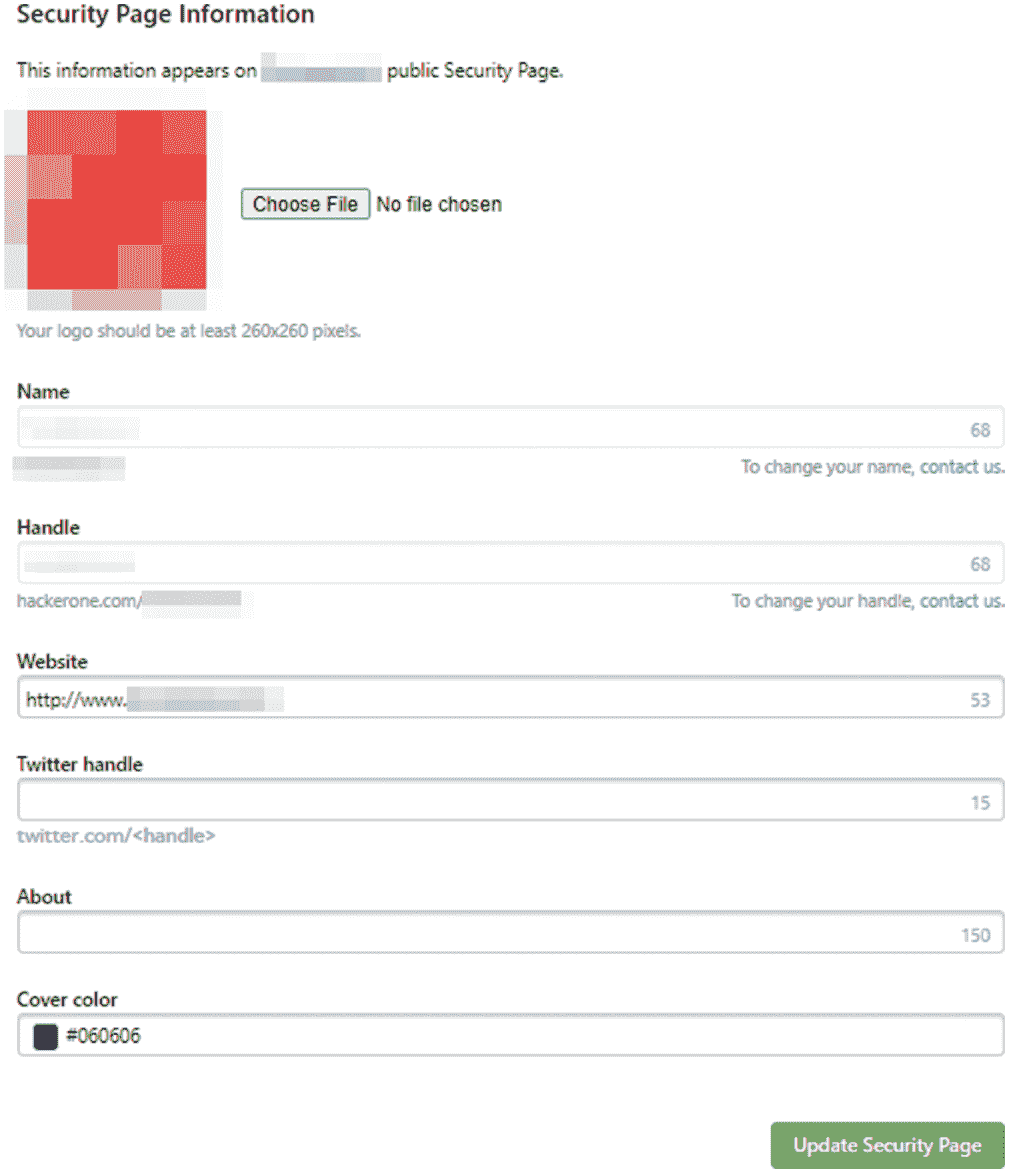 Security Page Information
This information appears on public Security Page.
Choose File No file chosen
Your logo should be at least 260x260 pixels.
Name
68
To change your name, contact us.
Handle
68
hackerone.com/ To change your handle, contact us.
Website
http://www. 53
Twitter handle
15
twitter.com/<handle>
About
150
Cover color
#060606
Update Security Page